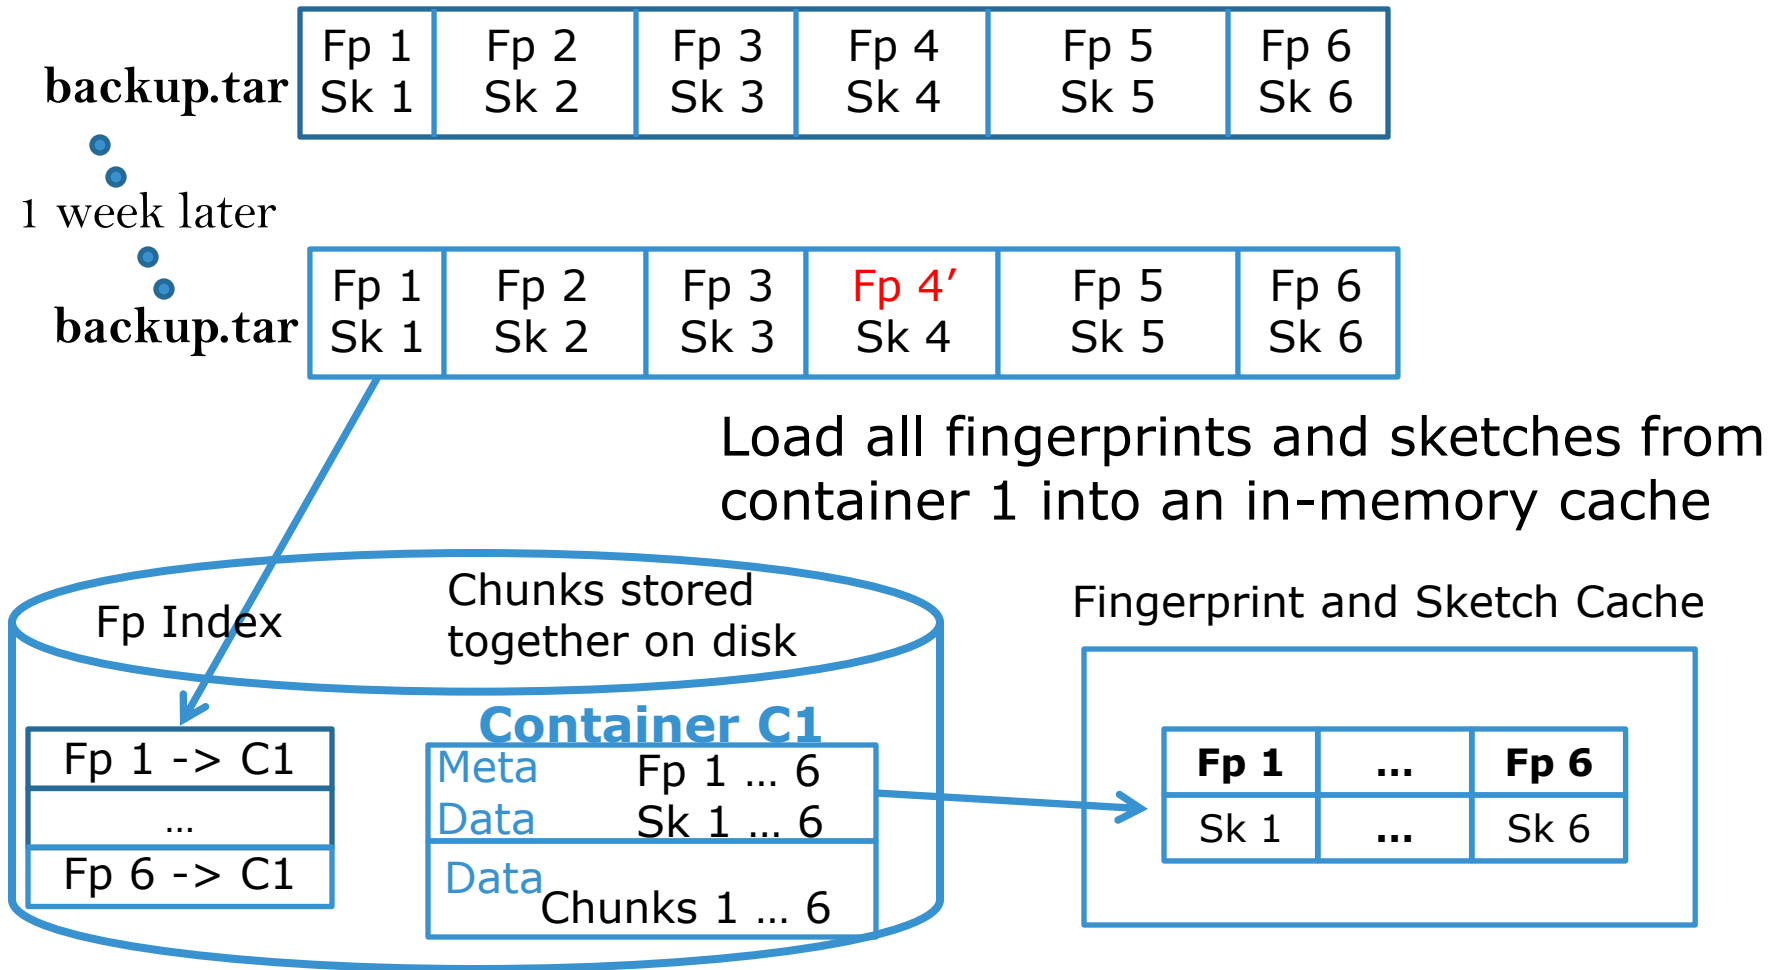 backup.tar
Fp 1 Fp 2 Fp 3 Fp 4 Fp 5 Fp 6
Sk 1 Sk 2 Sk 3 Sk 4 Sk 5 Sk 6
1 week later
backup.tar
Fp 1 Fp 2 Fp 3 Fp 4’ Fp 5 Fp 6
Sk 1 Sk 2 Sk 3 Sk 4 Sk 5 Sk 6
Load all fingerprints and sketches from
container 1 into an in-memory cache
Fp Index
Chunks stored
together on disk
Fp 1 -> C1
...
Fp 6 -> C1
Container C1
Meta Fp 1 ... 6
Data Sk 1 ... 6
Data
Chunks 1 ... 6
Fingerprint and Sketch Cache
Fp 1 ... Fp 6
Sk 1 ... Sk 6